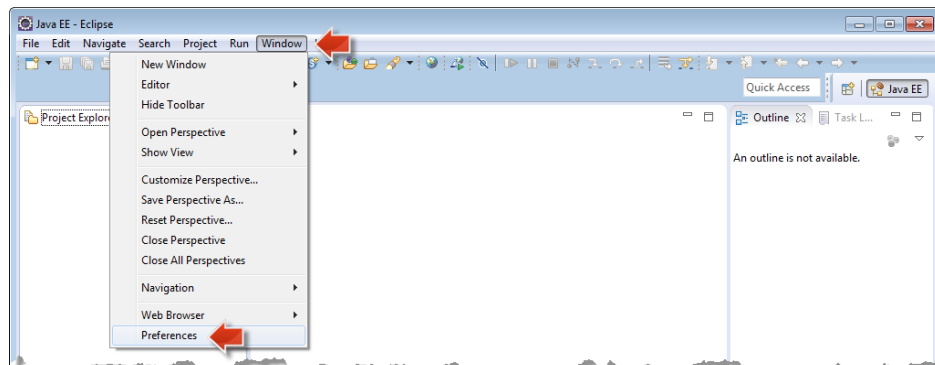 Java EE - Eclipse
File Edit Navigate Search Project Run Window
Quick Access
Java EE
Project Explore
New Window
Editor
Hide Toolbar
Open Perspective
Show View
Customize Perspective...
Save Perspective As...
Reset Perspective...
Close Perspective
Close All Perspectives
Navigation
Web Browser
Preferences
Outline
Task L...
An outline is not available.